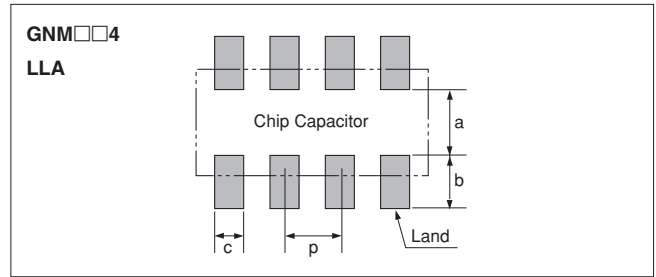 GNM□□4
LLA
Chip Capacitor
a
b
c
p
Land